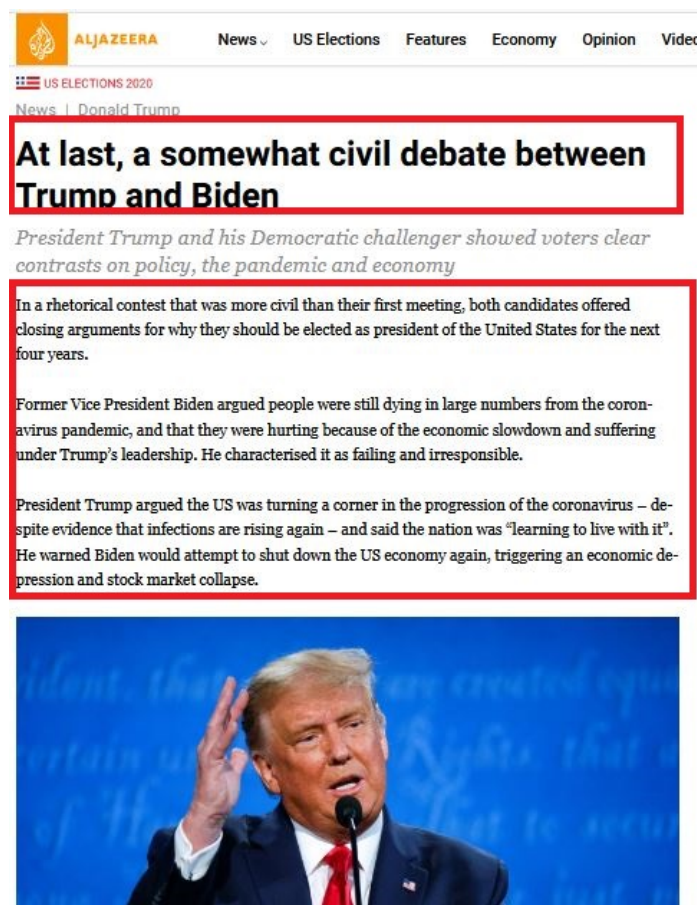 ALJAZEERA
News US Elections Features Economy Opinion
US ELECTIONS 2020
News | Donald Trump
At last, a somewhat civil debate between
Trump and Biden
President Trump and his Democratic challenger showed voters clear
contrasts on policy, the pandemic and economy
In a rhetorical contest that was more civil than their first meeting, both candidates offered
closing arguments for why they should be elected as president of the United States for the next
four years.
Former Vice President Biden argued people were still dying in large numbers from the coron-
avirus pandemic, and that they were hurting because of the economic slowdown and suffering
under Trump's leadership. He characterised it as failing and irresponsible.
President Trump argued the US was turning a corner in the progression of the coronavirus – de-
spite evidence that infections are rising again – and said the nation was “learning to live with it”.
He warned Biden would attempt to shut down the US economy again, triggering an economic de-
pression and stock market collapse.
are created
Rights, that